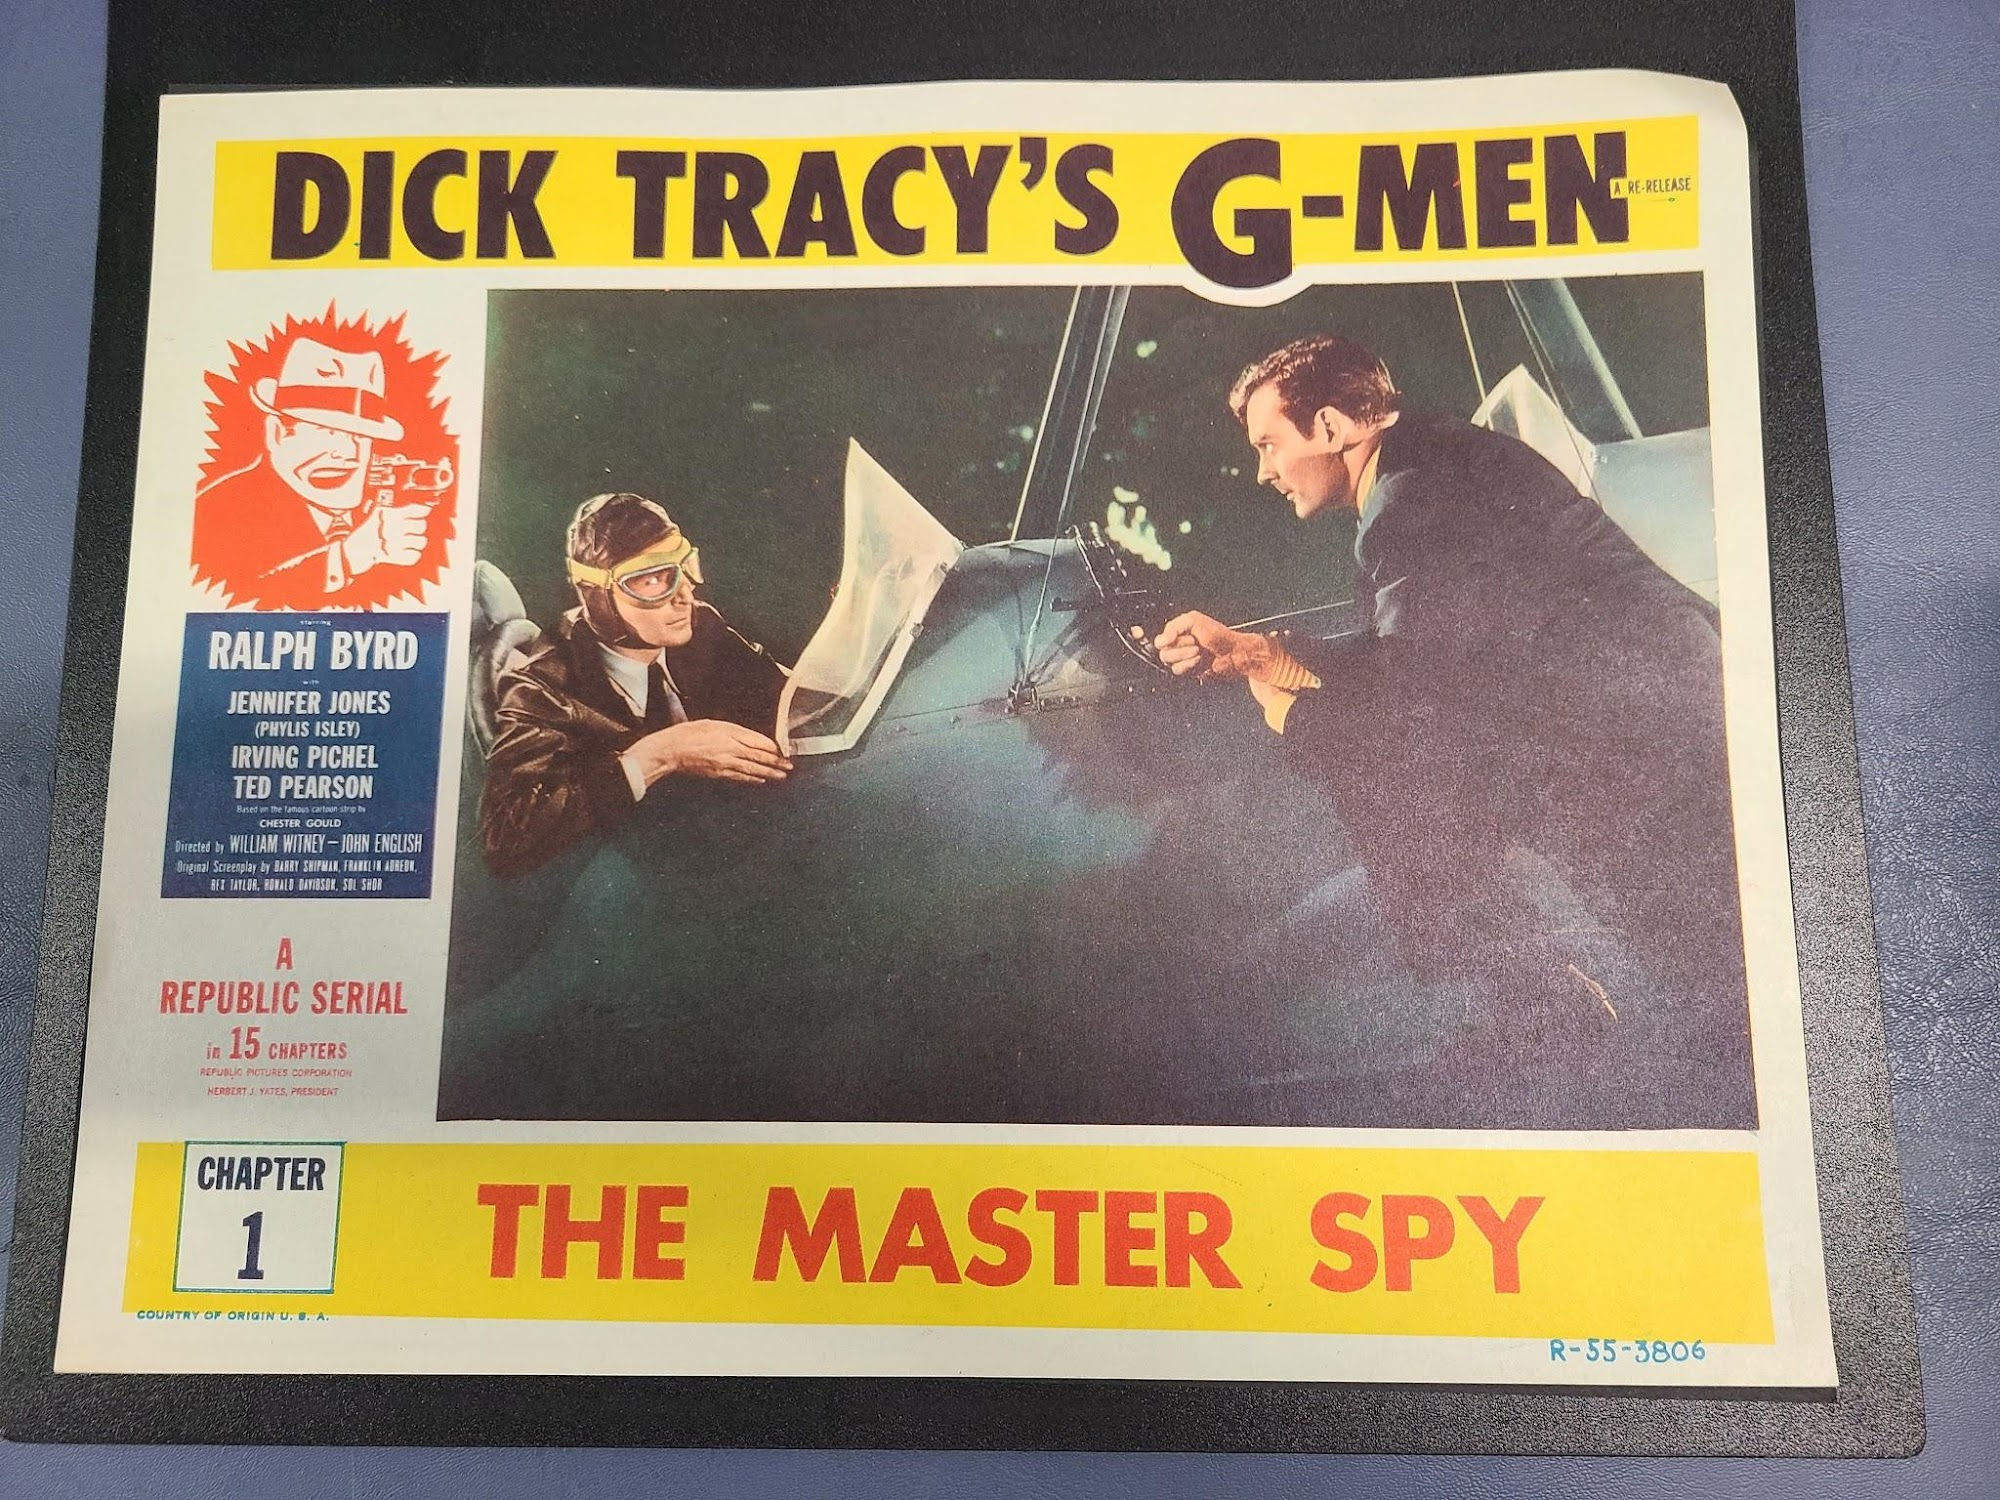 DICK TRACY'S G-MEN
A RE-RELEASE
starring
RALPH BYRD
with
JENNIFER JONES
(PHYLIS ISLEY)
IRVING PICHEL
TED PEARSON
Based on the famous cartoon strip by
CHESTER GOULD
Directed by WILLIAM WITNEY – JOHN ENGLISH
Original Screenplay by BARRY SHIPMAN, FRANKLIN ADREON,
REX TAYLOR, RONALD DAVIDSON, SOL SHOR
A
REPUBLIC SERIAL
in 15 CHAPTERS
REPUBLIC PICTURES CORPORATION
HERBERT J. YATES, PRESIDENT
CHAPTER
1
THE MASTER SPY
COUNTRY OF ORIGIN U. S. A.
R-55-3806